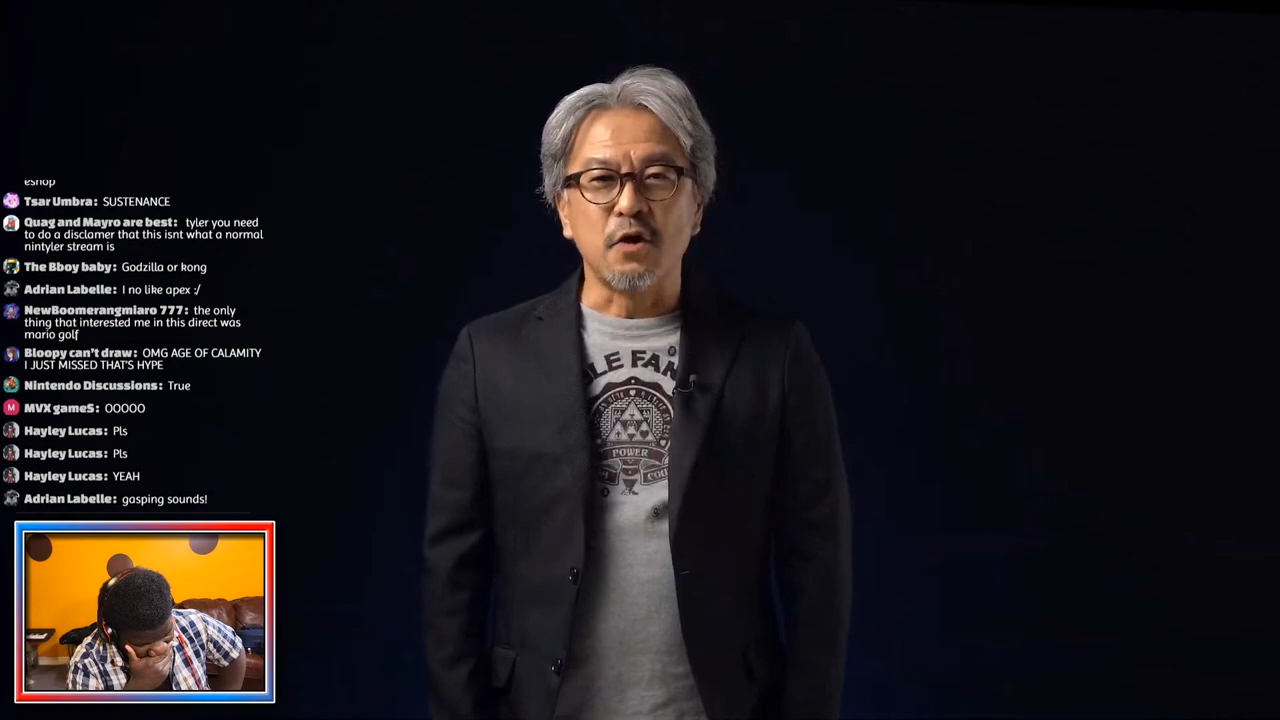 eshop
Tsar Umbra: SUSTENANCE
Quag and Mayro are best: tyler you need
to do a disclamer that this isnt what a normal
nintyler stream is
The Bboy baby: Godzilla or kong
Adrian Labelle: I no like apex :/
NewBoomerangmiaro 777: the only
thing that interested me in this direct was
mario golf
Bloopy can't draw: OMG AGE OF CALAMITY
I JUST MISSED THAT'S HYPE
Nintendo Discussions: True
M
MVX gameS: OOOOO
Hayley Lucas: Pls
Hayley Lucas: Pls
Hayley Lucas: YEAH
Adrian Labelle: gasping sounds!
LE FAN
POWER
COU